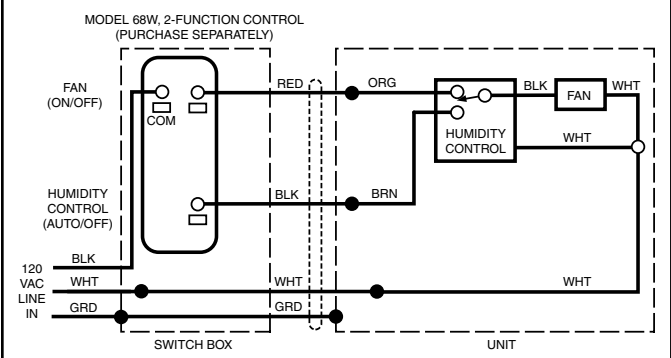 MODEL 68W, 2-FUNCTION CONTROL
(PURCHASE SEPARATELY)
FAN
(ON/OFF)
COM
RED
ORG
BLK
FAN
WHT
HUMIDITY
CONTROL
WHT
HUMIDITY
CONTROL
(AUTO/OFF)
BLK
BRN
120
VAC
LINE
IN
BLK
WHT
WHT
WHT
GRD
GRD
SWITCH BOX
UNIT